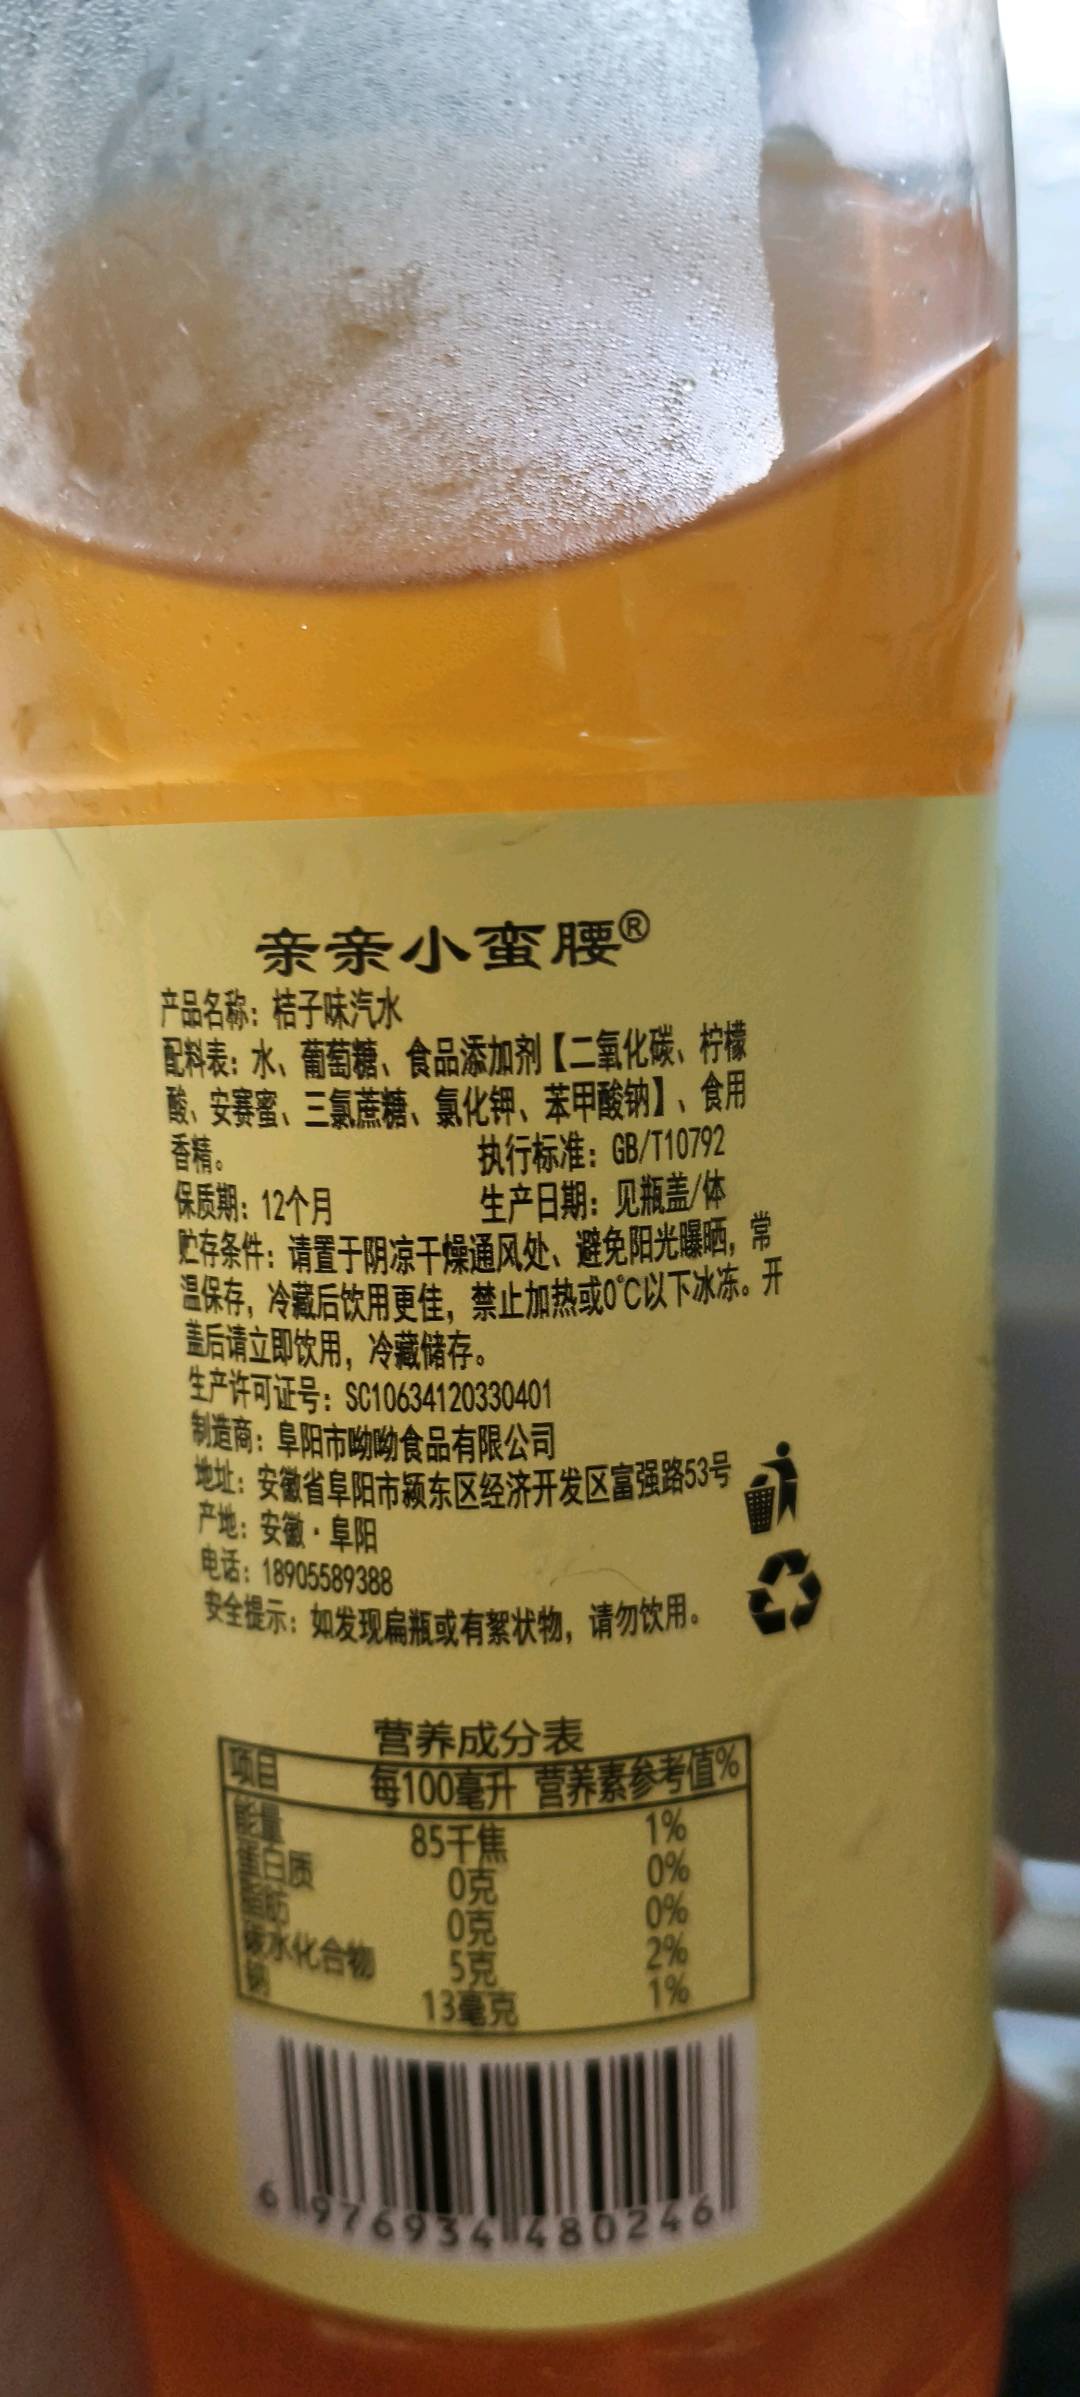 亲亲小蛮腰®
产品名称：桔子味汽水
配料表：水、葡萄糖、食品添加剂【二氧化碳、柠檬
酸、安赛蜜、三氯蔗糖、氯化钾、苯甲酸钠】、食用
香精。 执行标准：GB/T10792
保质期：12个月 生产日期：见瓶盖/体
贮存条件：请置于阴凉干燥通风处、避免阳光曝晒，常
温保存，冷藏后饮用更佳，禁止加热或0℃以下冰冻。开
盖后请立即饮用，冷藏储存。
生产许可证号：SC10634120330401
制造商：阜阳市呦呦食品有限公司
地址：安徽省阜阳市颍东区经济开发区富强路53号
产地：安徽·阜阳
电话：18905589388
安全提示：如发现扁瓶或有絮状物，请勿饮用。
营养成分表
项目 每100毫升 营养素参考值%
能量 85千焦 1%
蛋白质 0克 0%
脂肪 0克 0%
碳水化合物 5克 2%
钠 13毫克 1%
6 976934 480246